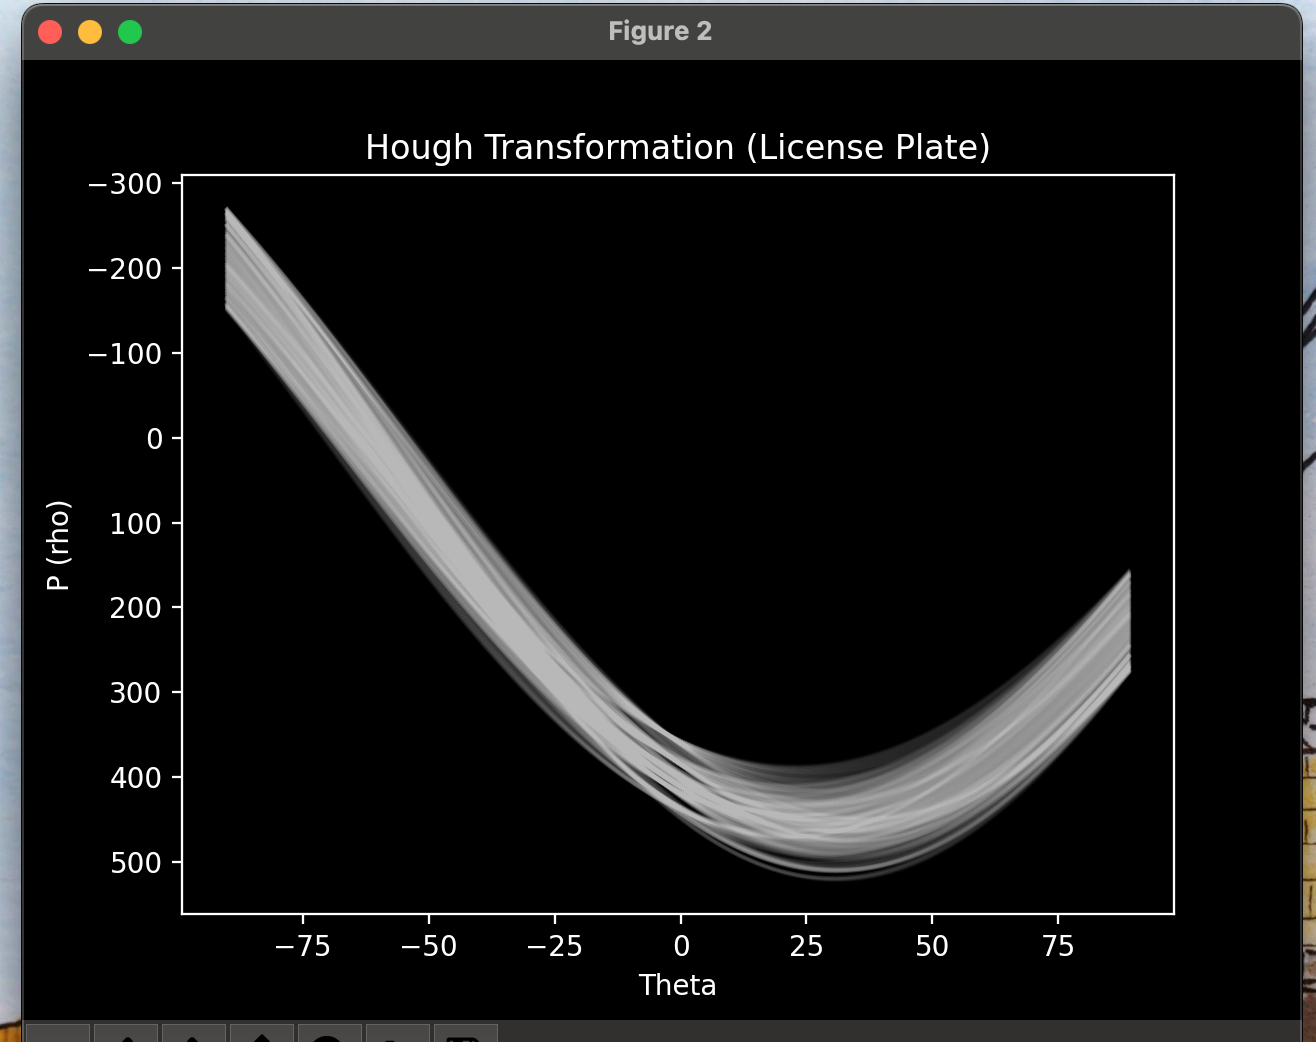 Figure 2
Hough Transformation (License Plate)
−300
−200
−100
0
100
200
300
400
500
P (rho)
−75 −50 −25 0 25 50 75
Theta